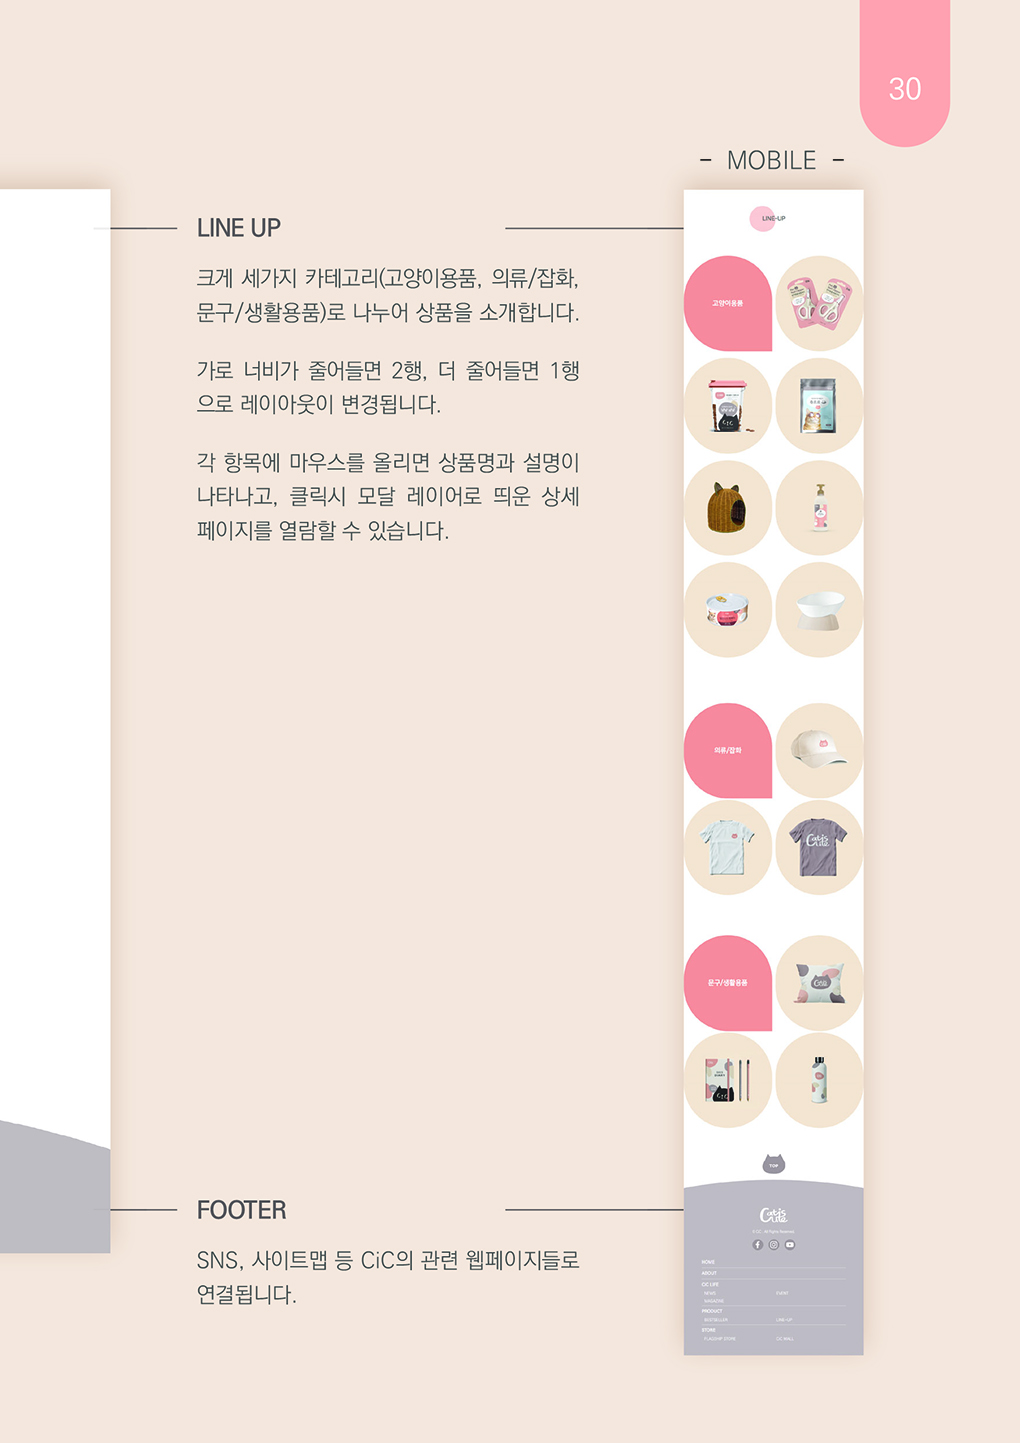 30
- MOBILE -
LINE UP
크게 세가지 카테고리(고양이용품, 의류/잡화,
문구/생활용품)로 나누어 상품을 소개합니다.
가로 너비가 줄어들면 2행, 더 줄어들면 1행
으로 레이아웃이 변경됩니다.
각 항목에 마우스를 올리면 상품명과 설명이
나타나고, 클릭시 모달 레이어로 띄운 상세
페이지를 열람할 수 있습니다.
LINE-UP
고양이용품
의류/잡화
Cat is
Cute
문구/생활용품
CiC
TOP
FOOTER
SNS, 사이트맵 등 CiC의 관련 웹페이지들로
연결됩니다.
Cat is
Cute
HOME
ABOUT
CiC LIFE
NEWS EVENT
MAGAZINE
PRODUCT
BESTSELLER LINE-UP
STORE
FLAGSHIP STORE CiC MALL